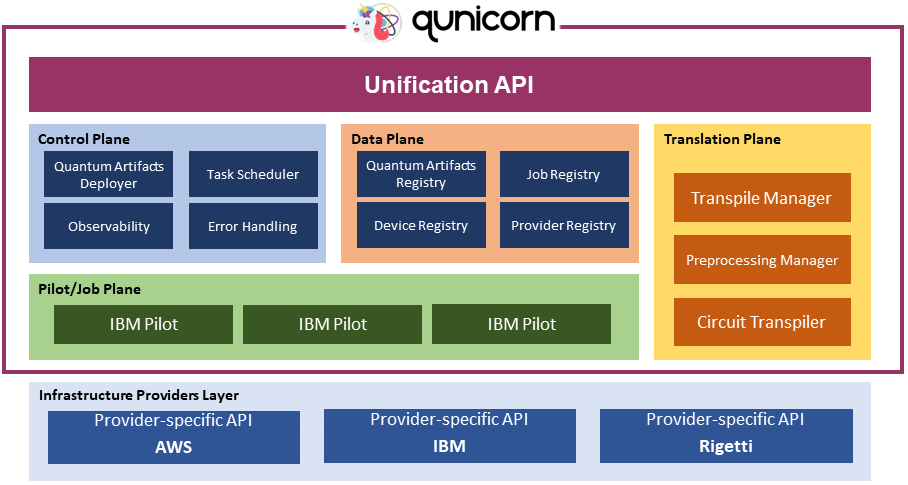 qunicorn
Unification API
Control Plane
Quantum Artifacts
Deployer
Task Scheduler
Observability
Error Handling
Data Plane
Quantum Artifacts
Registry
Job Registry
Device Registry
Provider Registry
Translation Plane
Transpile Manager
Preprocessing Manager
Circuit Transpiler
Pilot/Job Plane
IBM Pilot
IBM Pilot
IBM Pilot
Infrastructure Providers Layer
Provider-specific API
AWS
Provider-specific API
IBM
Provider-specific API
Rigetti